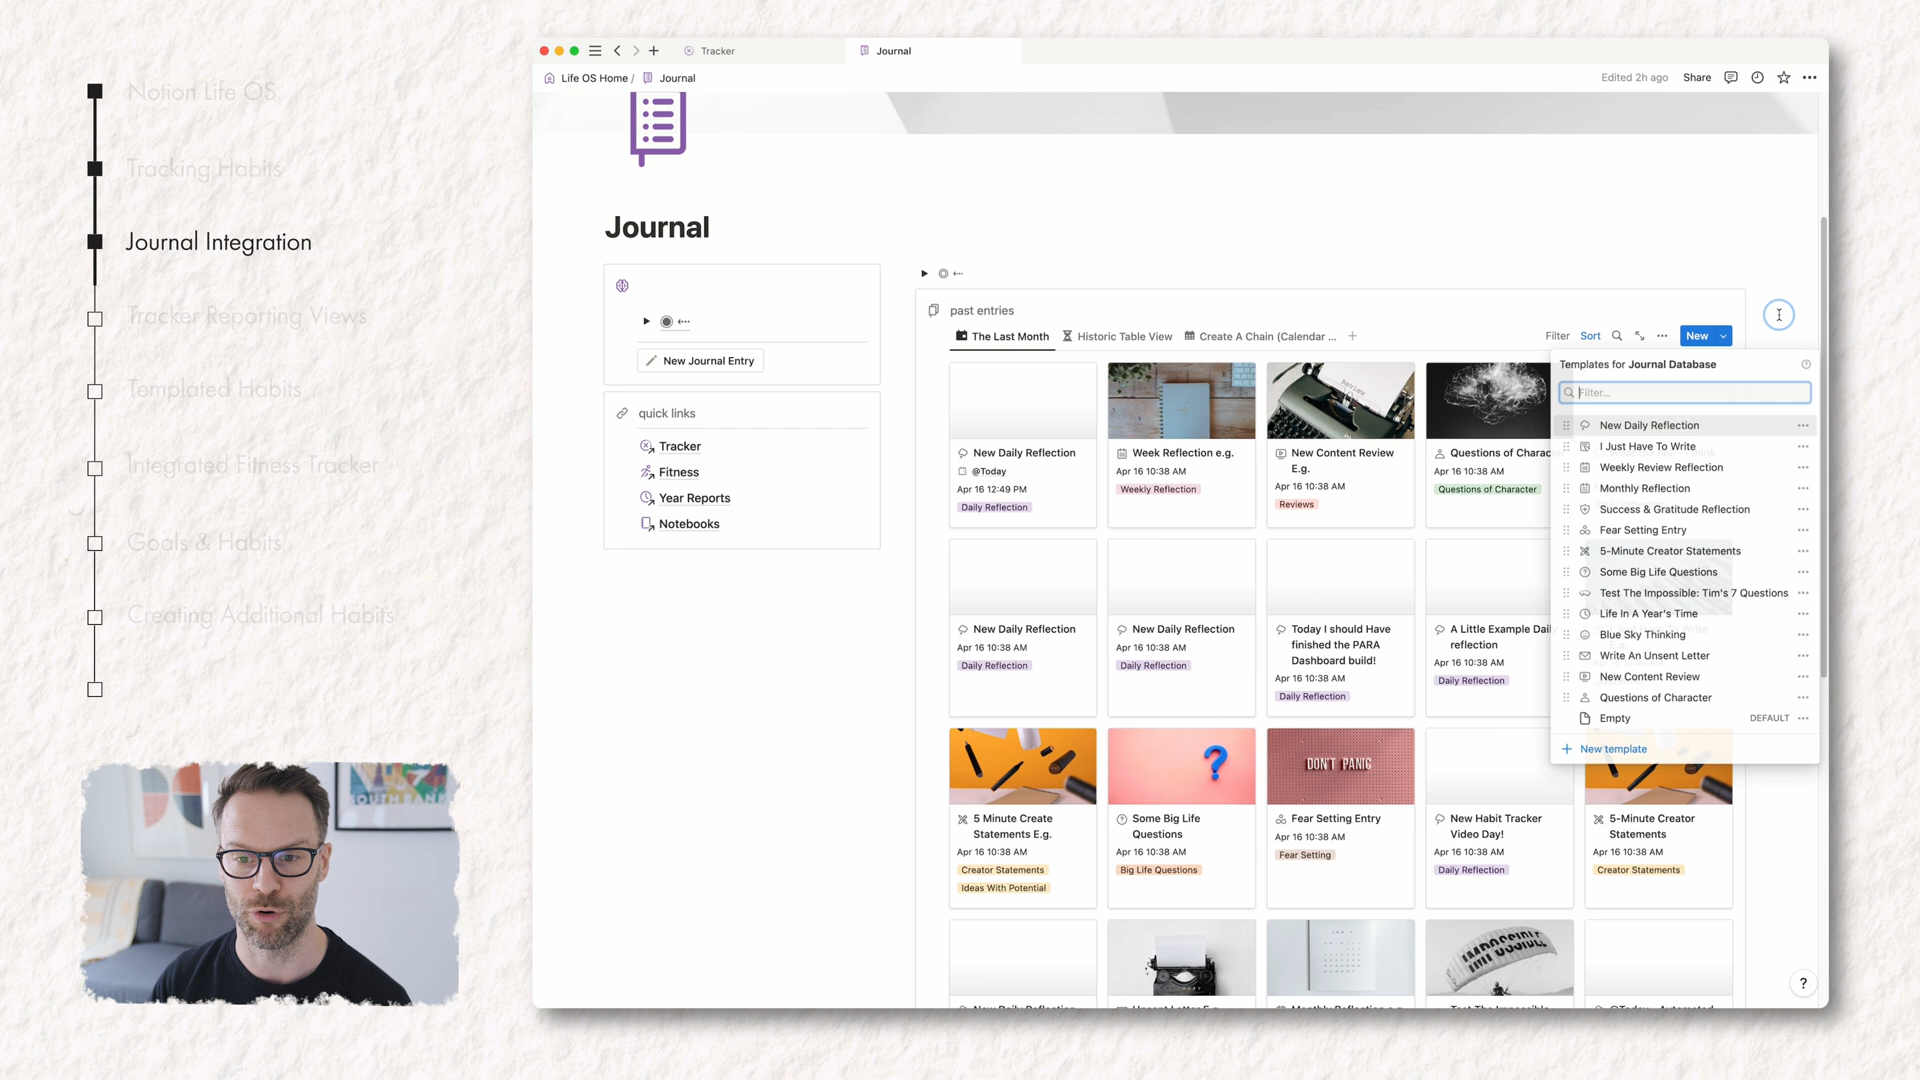 Notion Life OS
Tracking Habits
Journal Integration
Tracker Reporting Views
Templated Habits
Integrated Fitness Tracker
Goals & Habits
Creating Additional Habits
SOUTH BANK
Tracker
Journal
Life OS Home / Journal
Edited 2h ago
Share
Journal
New Journal Entry
quick links
Tracker
Fitness
Year Reports
Notebooks
past entries
The Last Month
Historic Table View
Create A Chain (Calendar ...
Filter
Sort
New
New Daily Reflection
@Today
Apr 16 12:49 PM
Daily Reflection
Week Reflection e.g.
Apr 16 10:38 AM
Weekly Reflection
Review
New Content Review
E.g.
Apr 16 10:38 AM
Reviews
Questions of Charac
Apr 16 10:38 AM
Questions of Character
New Daily Reflection
Apr 16 10:38 AM
Daily Reflection
New Daily Reflection
Apr 16 10:38 AM
Daily Reflection
Today I should Have
finished the PARA
Dashboard build!
Apr 16 10:38 AM
Daily Reflection
A Little Example Dai
reflection
Apr 16 10:38 AM
Daily Reflection
5 Minute Create
Statements E.g.
Apr 16 10:38 AM
Creator Statements
Ideas With Potential
?
Some Big Life
Questions
Apr 16 10:38 AM
Big Life Questions
DON'T PANIC
Fear Setting Entry
Apr 16 10:38 AM
Fear Setting
New Habit Tracker
Video Day!
Apr 16 10:38 AM
Daily Reflection
5-Minute Creator
Statements
Apr 16 10:38 AM
Creator Statements
IMPOSSIBLE
Templates for Journal Database
Filter...
New Daily Reflection
I Just Have To Write
Weekly Review Reflection
Monthly Reflection
Success & Gratitude Reflection
Fear Setting Entry
5-Minute Creator Statements
Some Big Life Questions
Test The Impossible: Tim's 7 Questions
Life In A Year's Time
Blue Sky Thinking
Write An Unsent Letter
New Content Review
Questions of Character
Empty
DEFAULT
New template
?